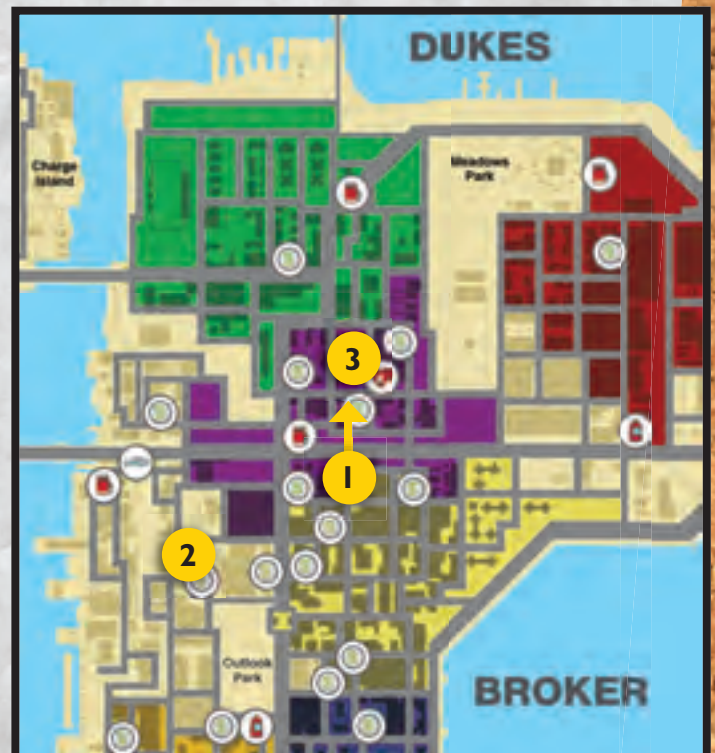 DUKES
Charge
Island
Meadows
Park
3
1
2
Outlook
Park
BROKER